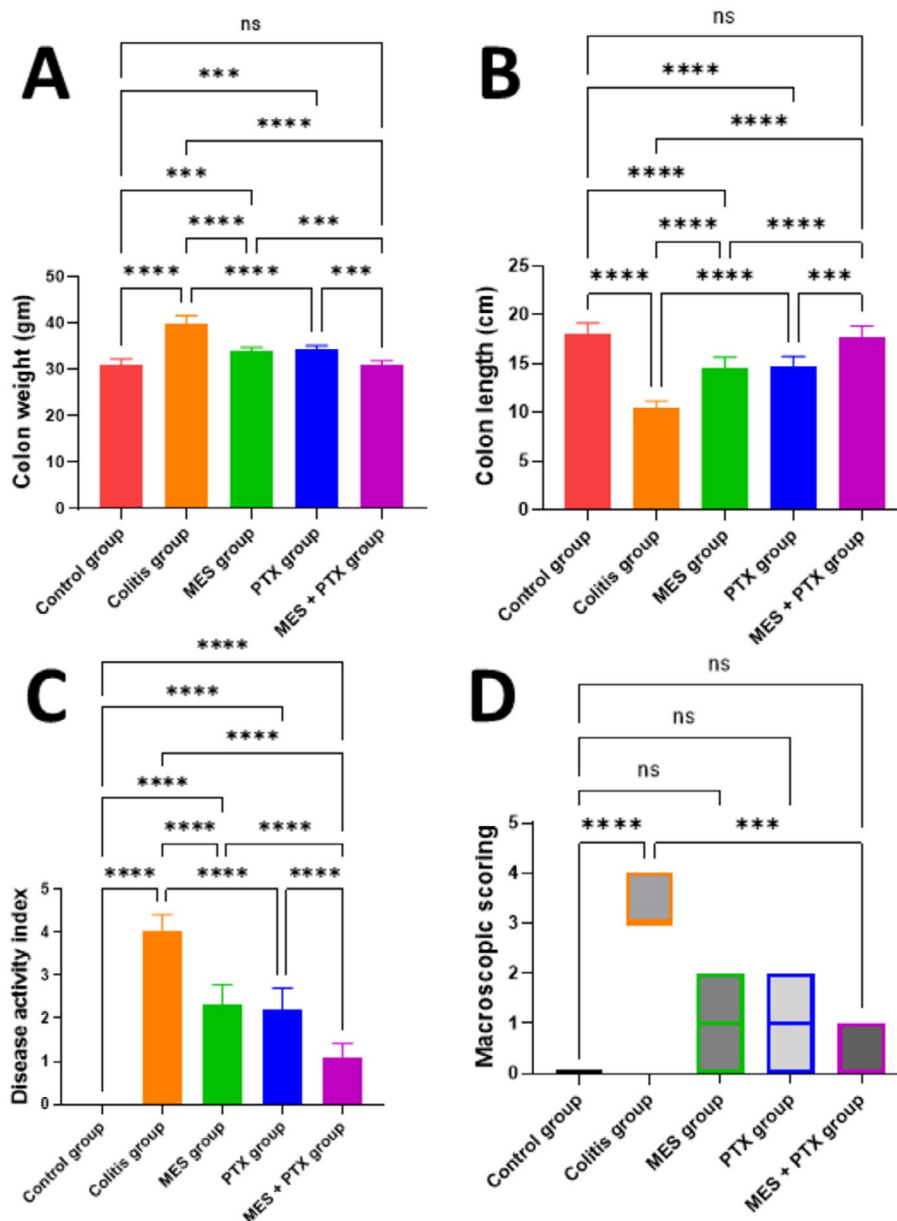 A
ns
***
****
***
**** ***
**** **** ***
Colon weight (gm)
50
40
30
20
10
0
Control group
Colitis group
MES group
PTX group
MES + PTX group
B
ns
****
****
****
**** ****
**** **** ***
Colon length (cm)
25
20
15
10
5
0
Control group
Colitis group
MES group
PTX group
MES + PTX group
C
****
****
****
****
**** ****
**** **** ****
Disease activity index
5
4
3
2
1
0
Control group
Colitis group
MES group
PTX group
MES + PTX group
D
ns
ns
ns
**** ***
Macroscopic scoring
5
4
3
2
1
0
Control group
Colitis group
MES group
PTX group
MES + PTX group